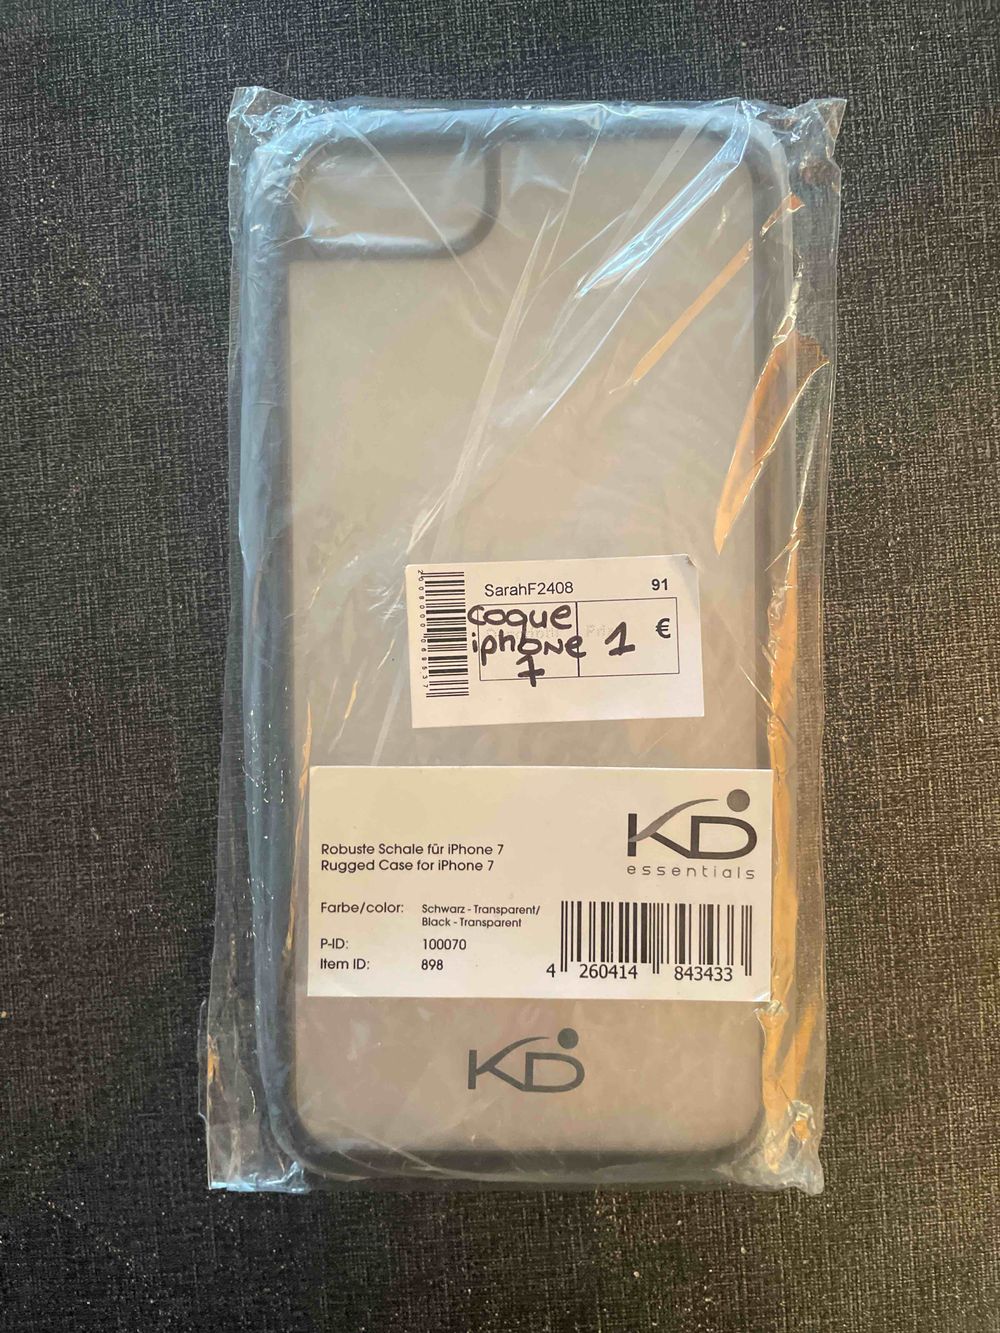 SarahF2408 91
coque
iphone 1 €
7
KD
essentials
Robuste Schale für iPhone 7
Rugged Case for iPhone 7
Farbe/color: Schwarz - Transparent/
Black - Transparent
P-ID: 100070
Item ID: 898
4 260414 843433
KD